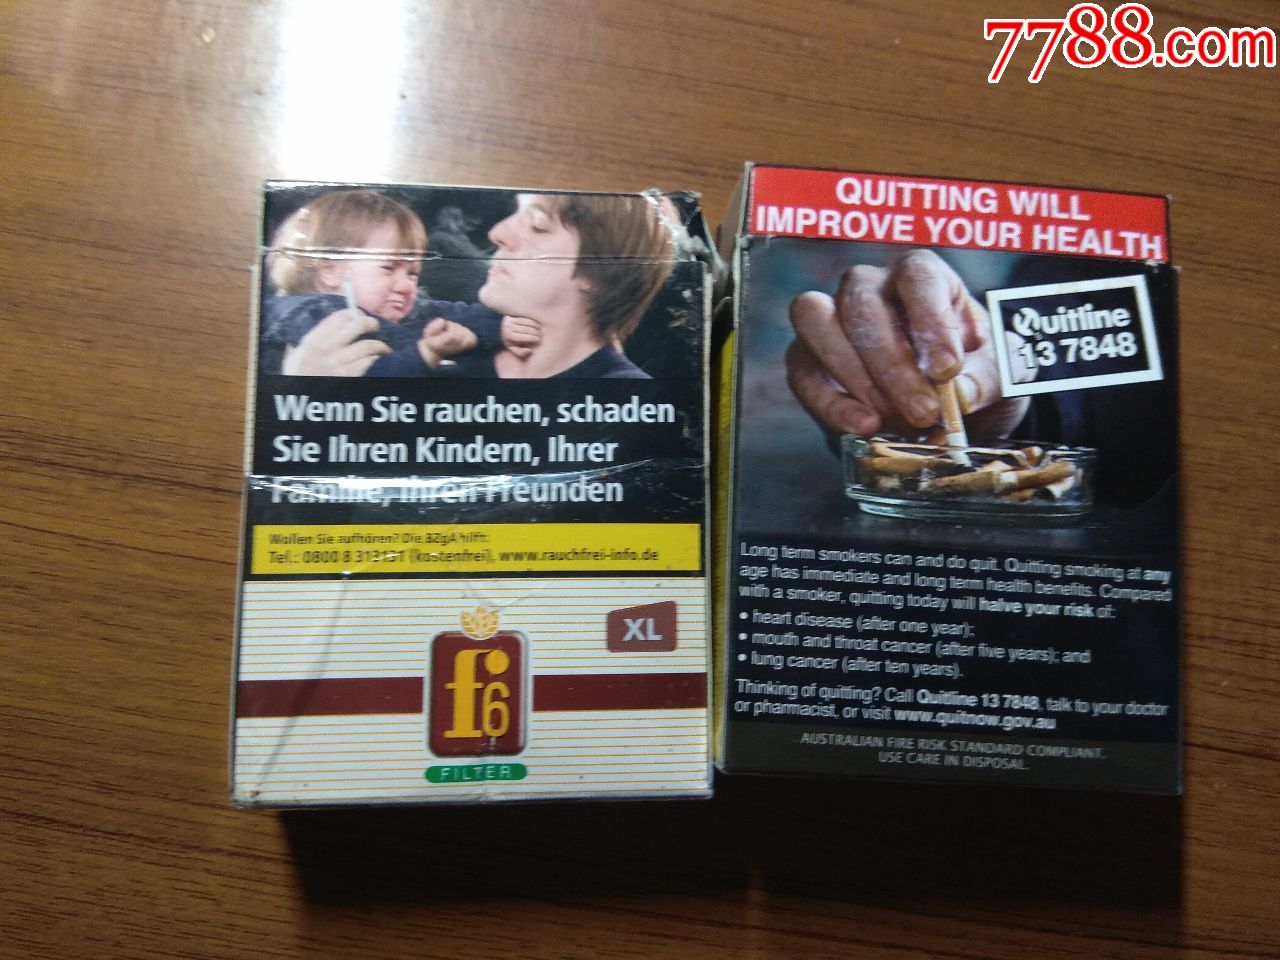 7788.com
Wenn Sie rauchen, schaden
Sie Ihren Kindern, Ihrer
Familie, Ihren Freunden
Wollen Sie aufhören? Die BZgA hilft:
Tel.: 0800 8 313131 (kostenfrei), www.rauchfrei-info.de
XL
f6
FILTER
QUITTING WILL
IMPROVE YOUR HEALTH
Quitline
13 7848
Long term smokers can and do quit. Quitting smoking at any
age has immediate and long term health benefits. Compared
with a smoker, quitting today will halve your risk of:
• heart disease (after one year);
• mouth and throat cancer (after five years); and
• lung cancer (after ten years).
Thinking of quitting? Call Quitline 13 7848, talk to your doctor
or pharmacist, or visit www.quitnow.gov.au
AUSTRALIAN FIRE RISK STANDARD COMPLIANT.
USE CARE IN DISPOSAL.